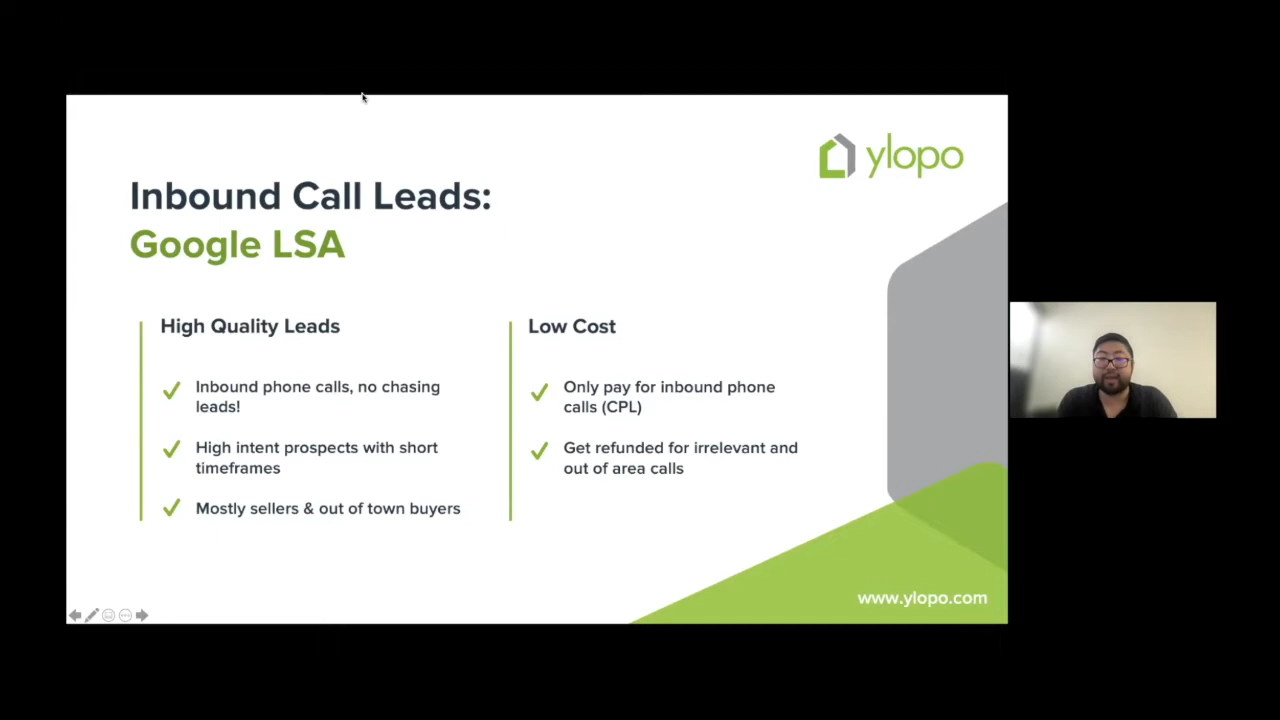 ylopo
Inbound Call Leads:
Google LSA
High Quality Leads
Inbound phone calls, no chasing
leads!
High intent prospects with short
timeframes
Mostly sellers & out of town buyers
Low Cost
Only pay for inbound phone
calls (CPL)
Get refunded for irrelevant and
out of area calls
www.ylopo.com